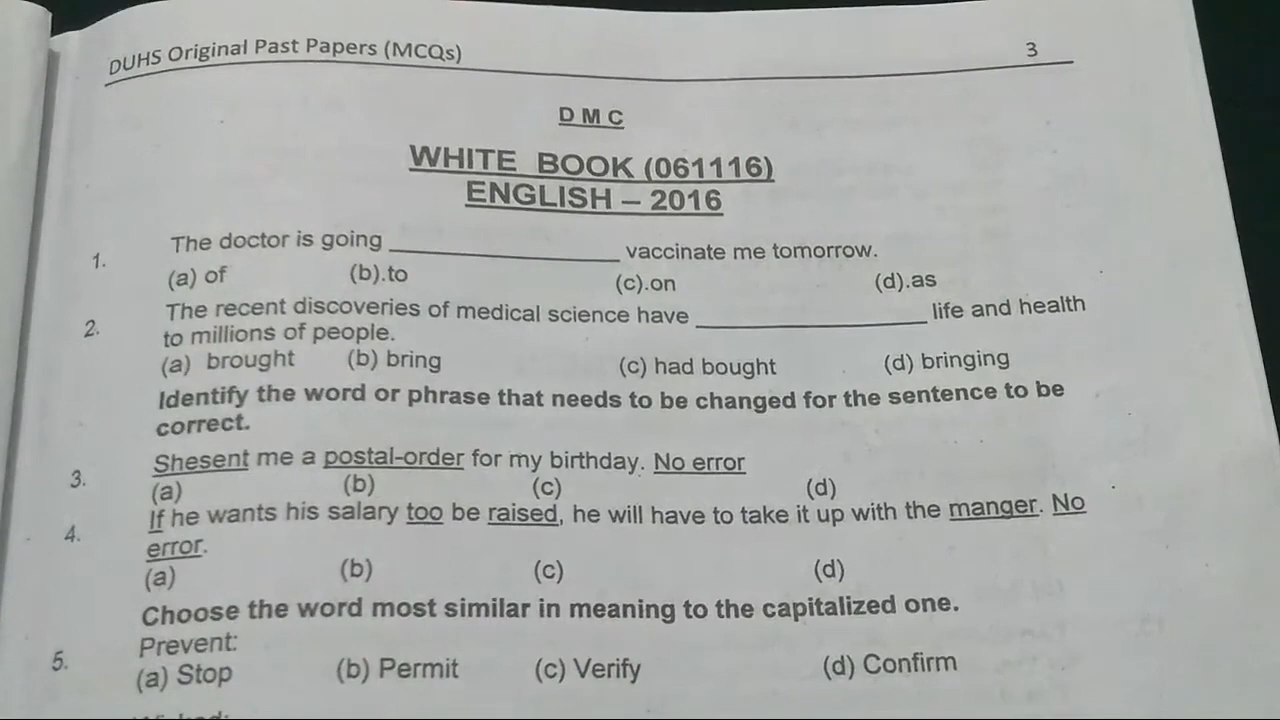 DUHS Original Past Papers (MCQs) 3
D M C
WHITE BOOK (061116)
ENGLISH – 2016
1. The doctor is going ____________ vaccinate me tomorrow.
(a) of (b).to (c).on (d).as
2. The recent discoveries of medical science have ____________ life and health
to millions of people.
(a) brought (b) bring (c) had bought (d) bringing
Identify the word or phrase that needs to be changed for the sentence to be
correct.
3. Shesent me a postal-order for my birthday. No error
(a) (b) (c) (d)
4. If he wants his salary too be raised, he will have to take it up with the manger. No
error.
(a) (b) (c) (d)
Choose the word most similar in meaning to the capitalized one.
5. Prevent:
(a) Stop (b) Permit (c) Verify (d) Confirm